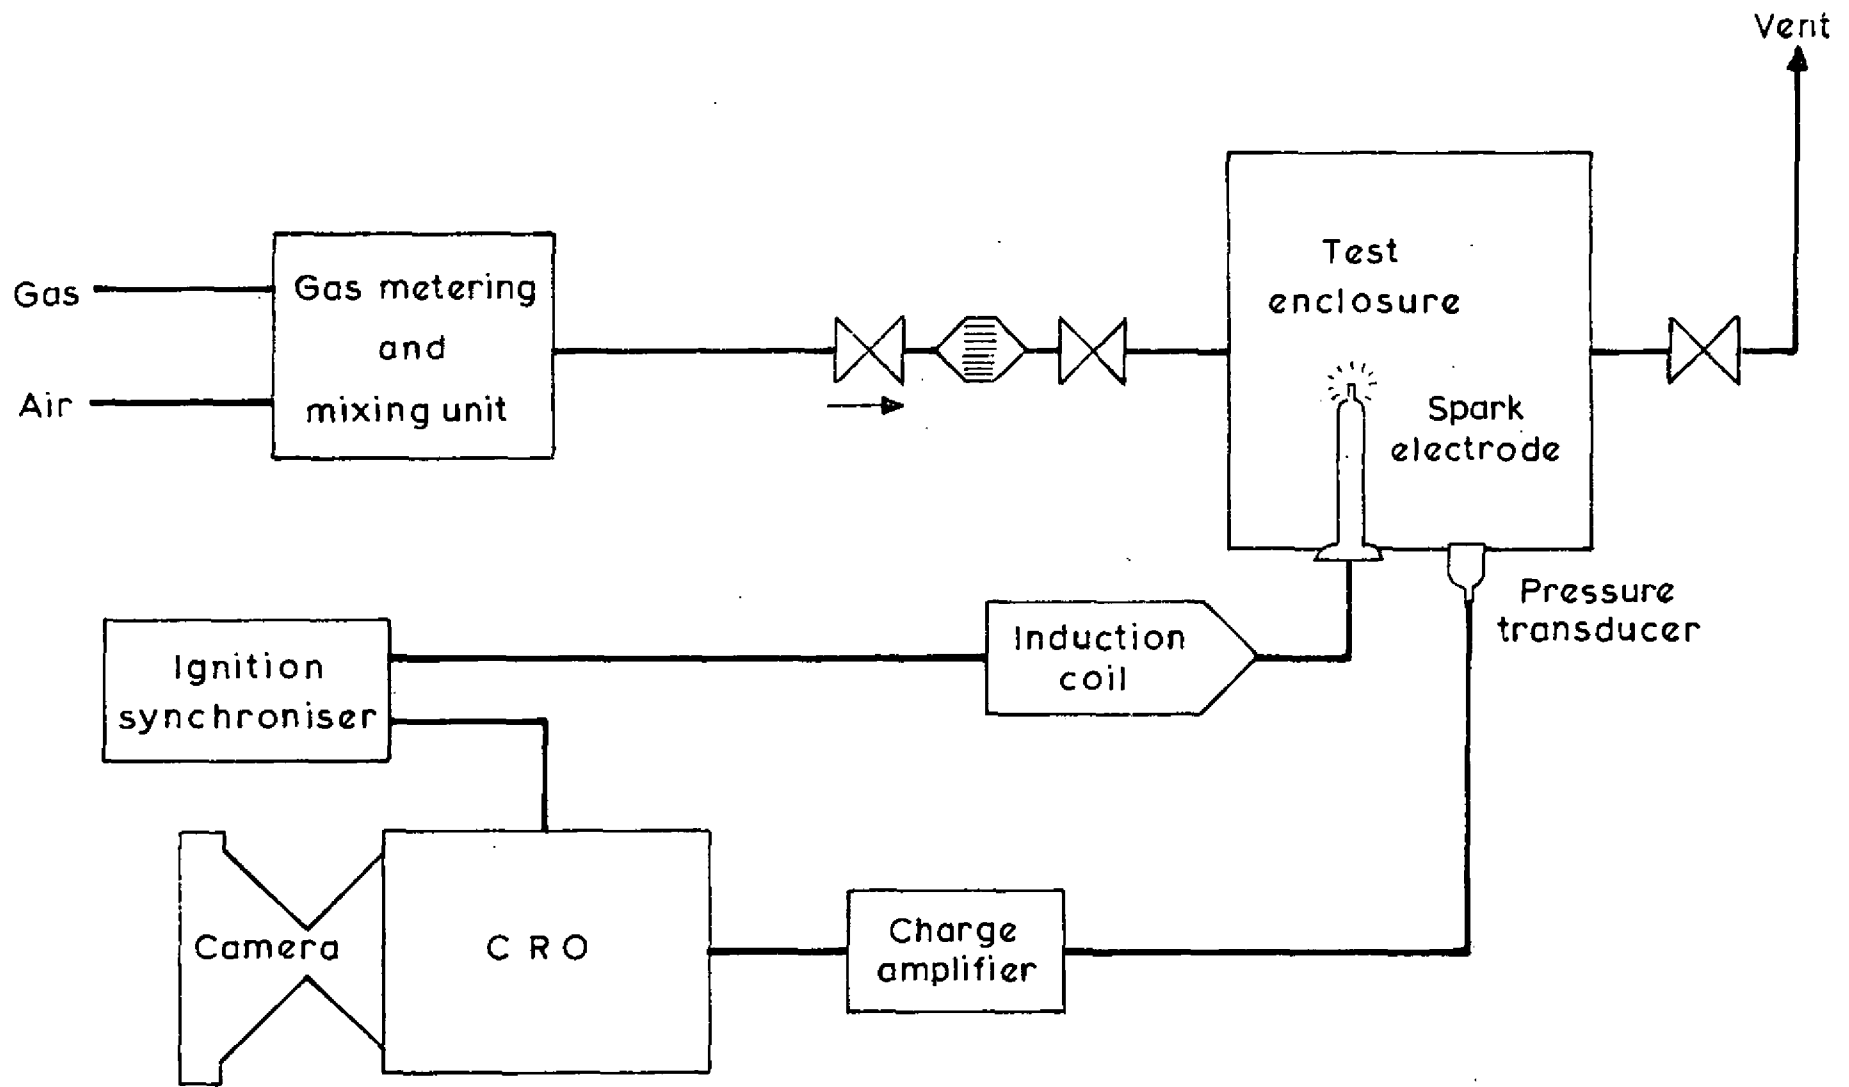 Vent
Gas
Air
Gas metering
and
mixing unit
Test
enclosure
Spark
electrode
Pressure
transducer
Induction
coil
Ignition
synchroniser
Camera
C R O
Charge
amplifier